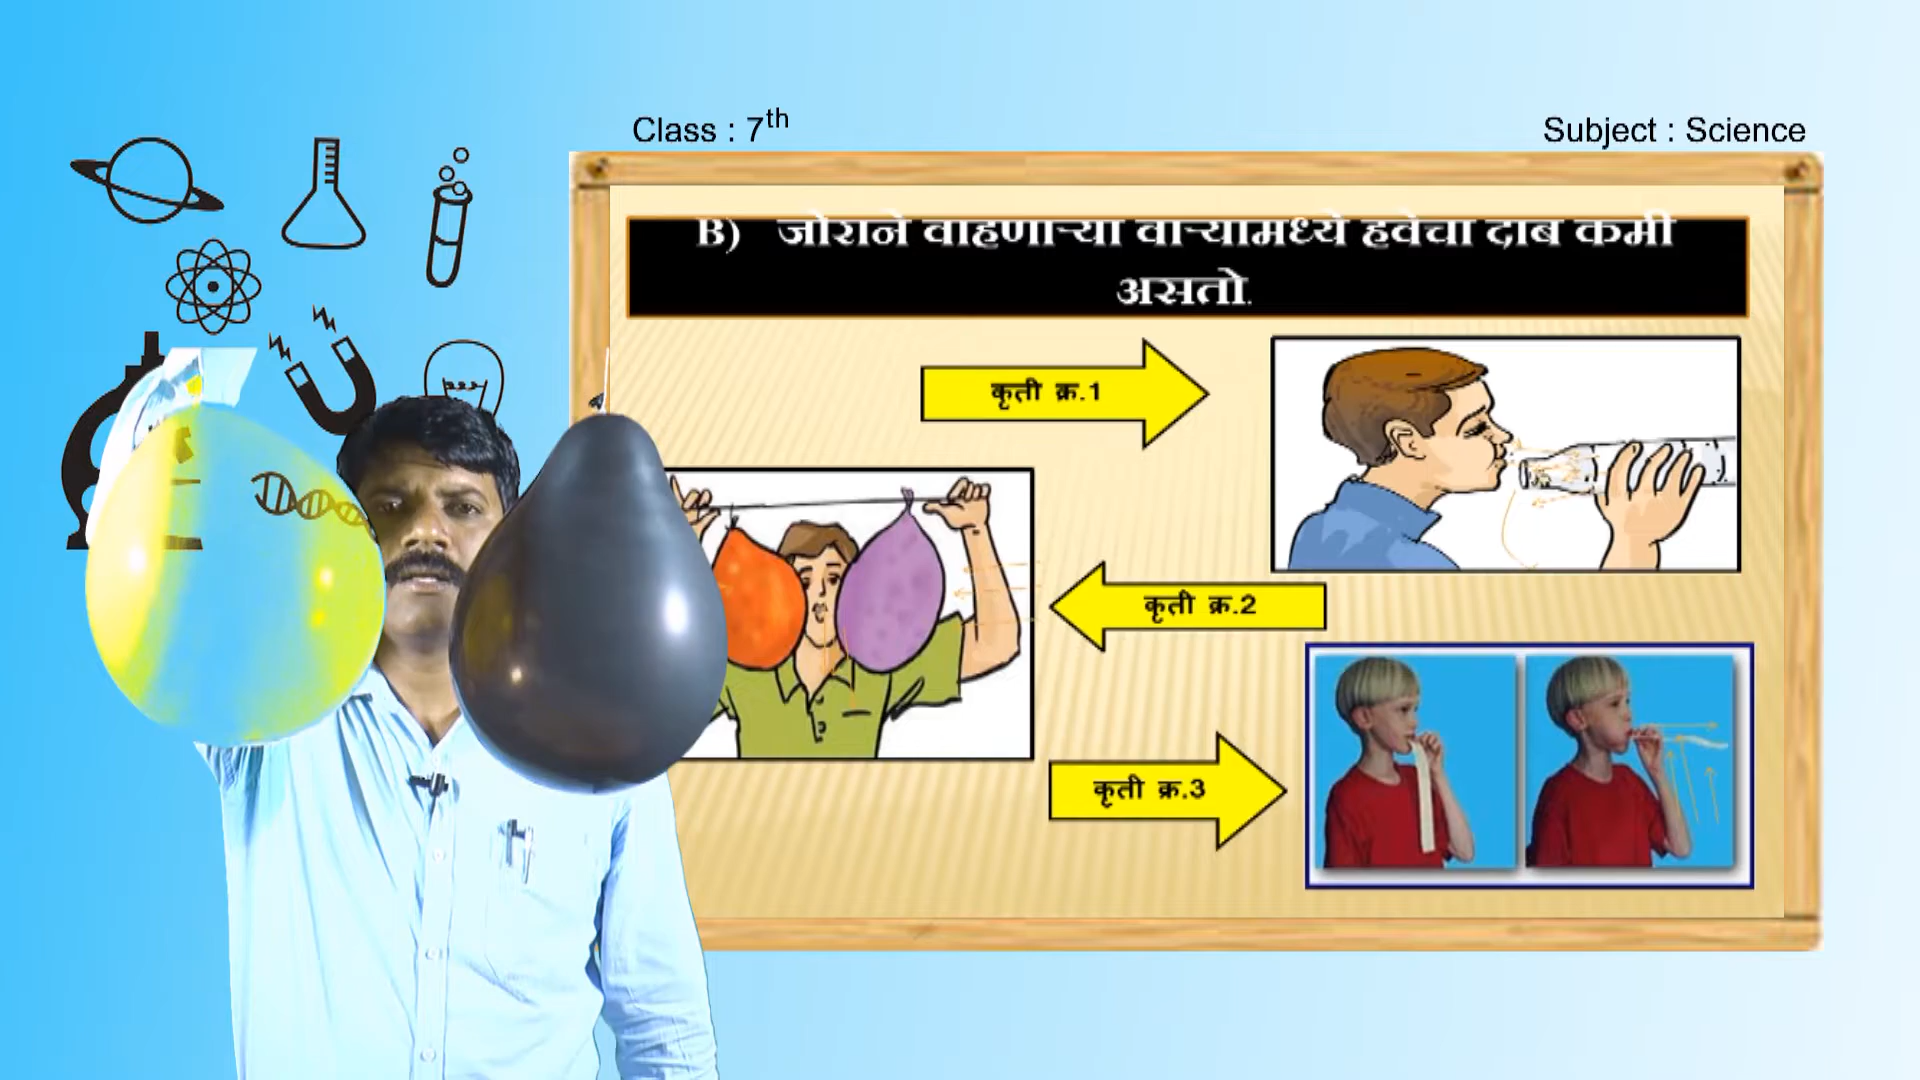 Class : 7th
Subject : Science
B) जोराने वाहणाऱ्या वाऱ्यामध्ये हवेचा दाब कमी
असतो.
कृती क्र.1
कृती क्र.2
कृती क्र.3